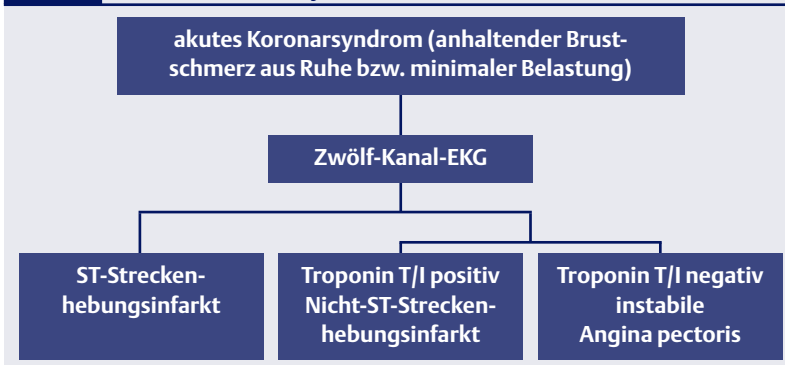 akutes Koronarsyndrom (anhaltender Brust-
schmerz aus Ruhe bzw. minimaler Belastung)
Zwölf-Kanal-EKG
ST-Strecken-
hebungsinfarkt
Troponin T/I positiv
Nicht-ST-Strecken-
hebungsinfarkt
Troponin T/I negativ
instabile
Angina pectoris